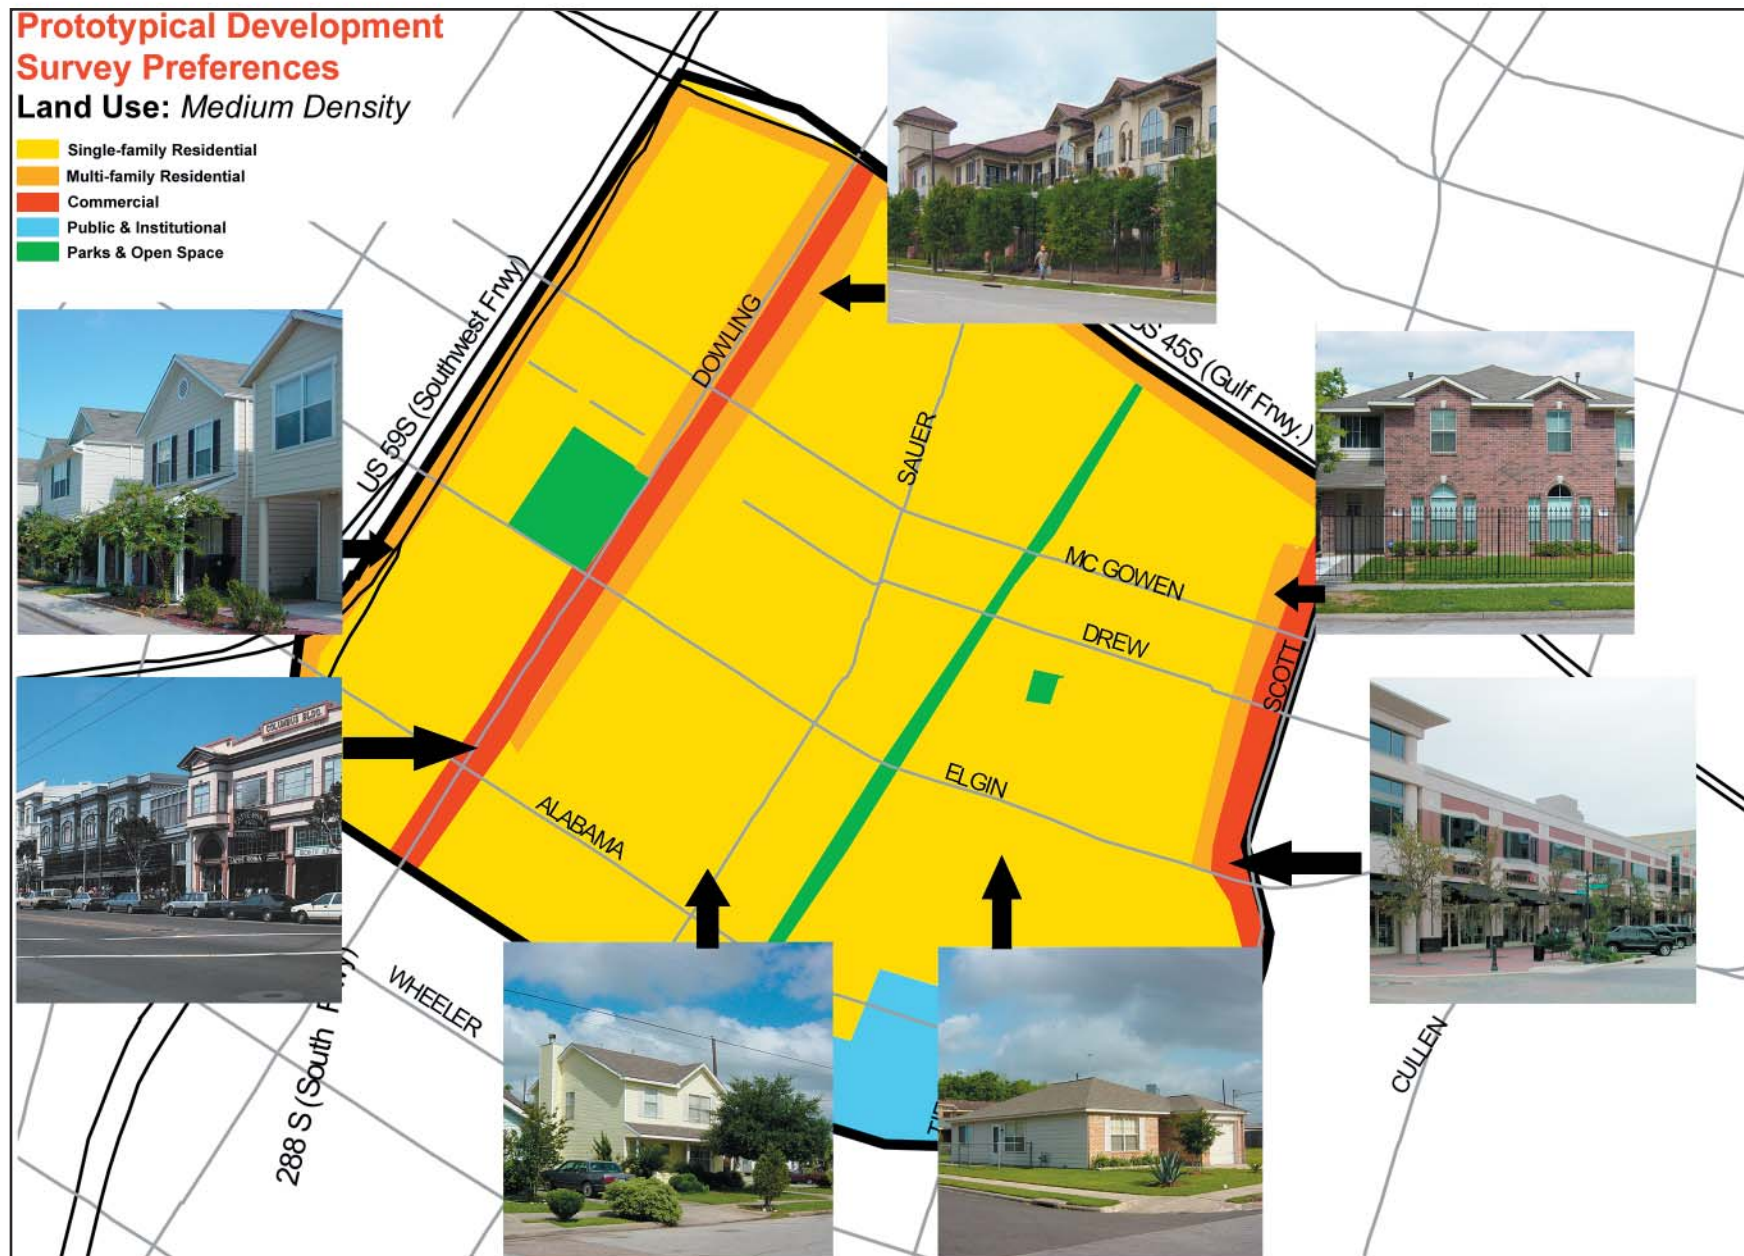 Prototypical Development
Survey Preferences
Land Use: Medium Density
Single-family Residential
Multi-family Residential
Commercial
Public & Institutional
Parks & Open Space
US 59S (Southwest Frwy)
DOWLING
SAUER
45S (Gulf Frwy.)
MC GOWEN
DREW
SCOTT
ELGIN
ALABAMA
WHEELER
288 S (South
CULLEN
COLUMBUS BLDG.